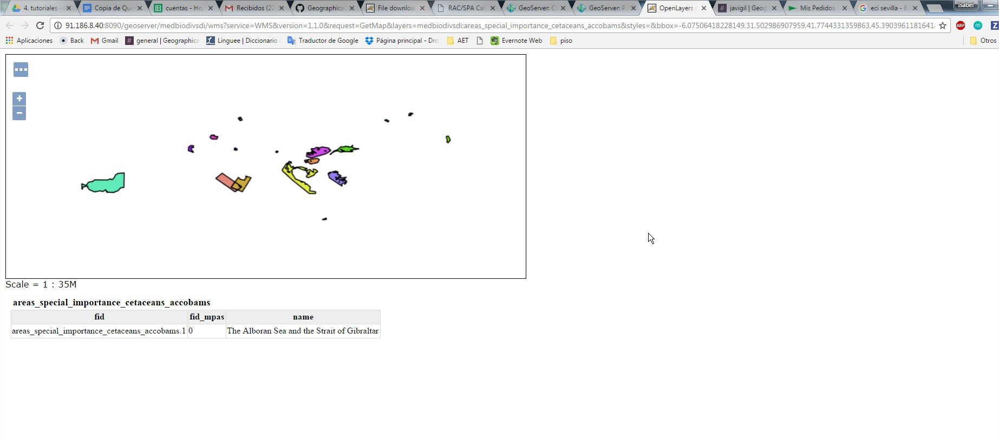 4. tutoriales -
Copia de Que
cuentas - Ho
Recibidos (22
Geographica
File downloa
RAC/SPA Cat
GeoServer: C
GeoServer: P
OpenLayers
javigil | Geog
Mis Pedidos
eci sevilla - B
Isabel
91.186.8.40:8090/geoserver/medbiodivsdi/wms?service=WMS&version=1.1.0&request=GetMap&layers=medbiodivsdi:areas_special_importance_cetaceans_accobams&styles=&bbox=-6.07506418228149,31.502986907959,41.7744331359863,45.3903961181641
ABP
m
Z
Aplicaciones
Back
Gmail
general | Geographica
Linguee | Diccionario
Traductor de Google
Página principal - Dro
AET
Evernote Web
piso
Otros
+
−
Scale = 1 : 35M
areas_special_importance_cetaceans_accobams
fid fid_mpas name
areas_special_importance_cetaceans_accobams.1 0 The Alboran Sea and the Strait of Gibraltar